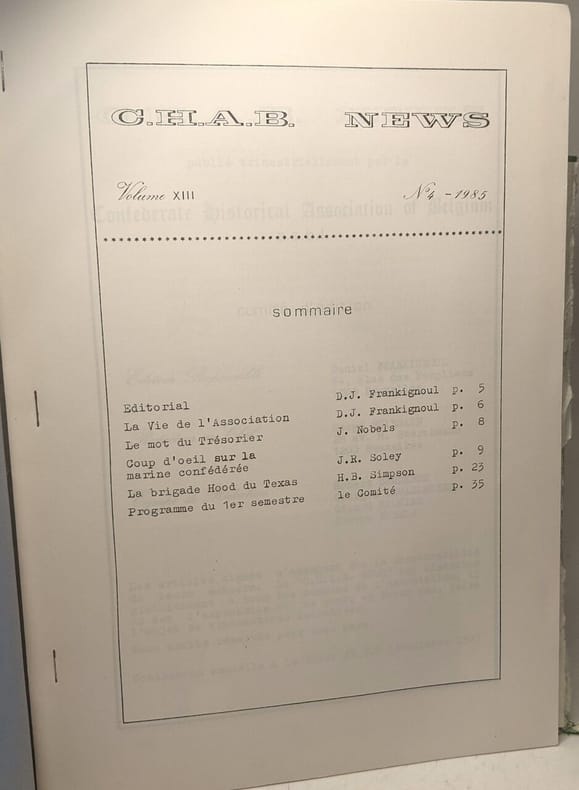 C.H.A.B. NEWS
publié trimestriellement par la
Volume XIII N°4 - 1985
Confederate Historical Association of Belgium
sommaire
Editorial D.J. Frankignoul p. 5
La Vie de l'Association D.J. Frankignoul p. 6
Le mot du Trésorier J. Nobels p. 8
Coup d'oeil sur la
marine confédérée J.R. Soley p. 9
La brigade Hood du Texas H.B. Simpson p. 23
Programme du 1er semestre le Comité p. 35